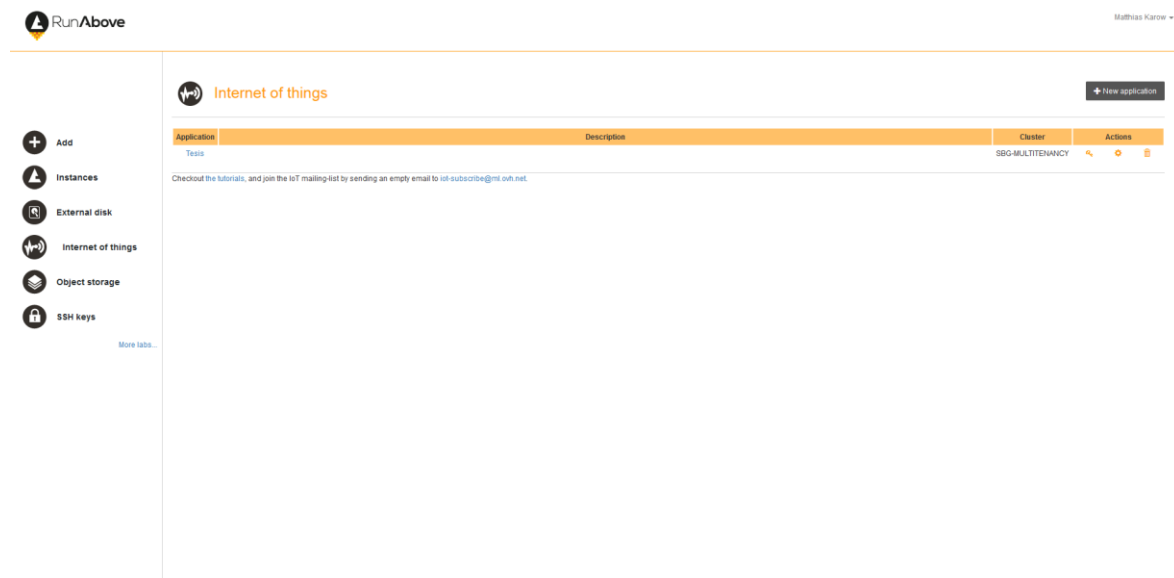 RunAbove
Matthias Karow
Internet of things
+ New application
Application Description Cluster Actions
Tesis SBG-MULTITENANCY
Checkout the tutorials, and join the IoT mailing-list by sending an empty email to iot-subscribe@ml.ovh.net.
Add
Instances
External disk
Internet of things
Object storage
SSH keys
More labs...